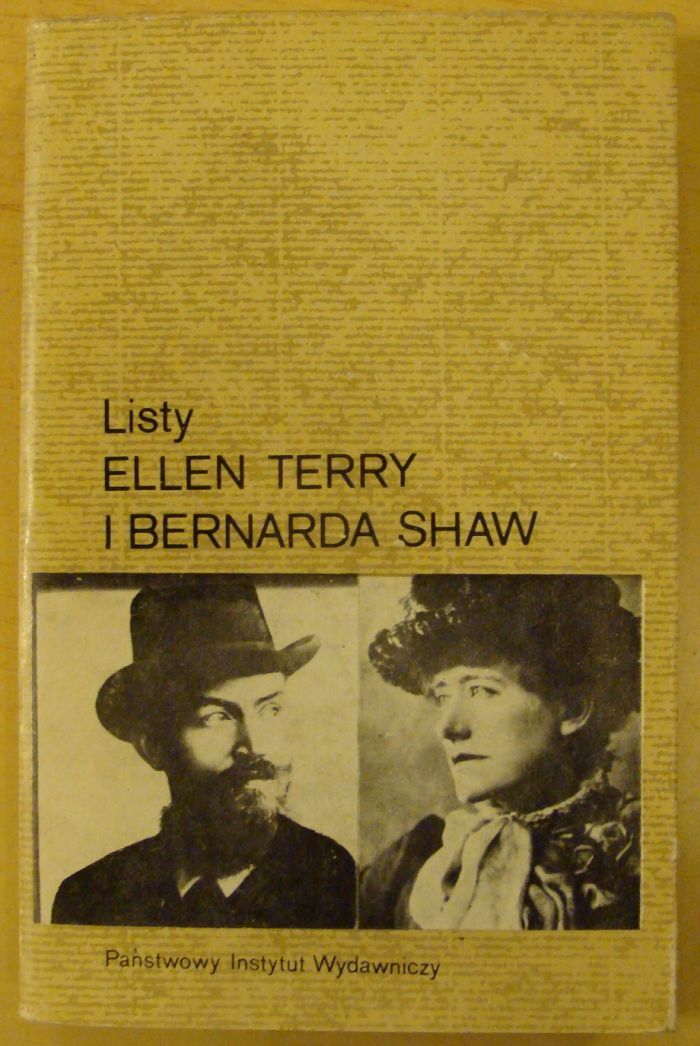 Listy
ELLEN TERRY
I BERNARDA SHAW
Państwowy Instytut Wydawniczy